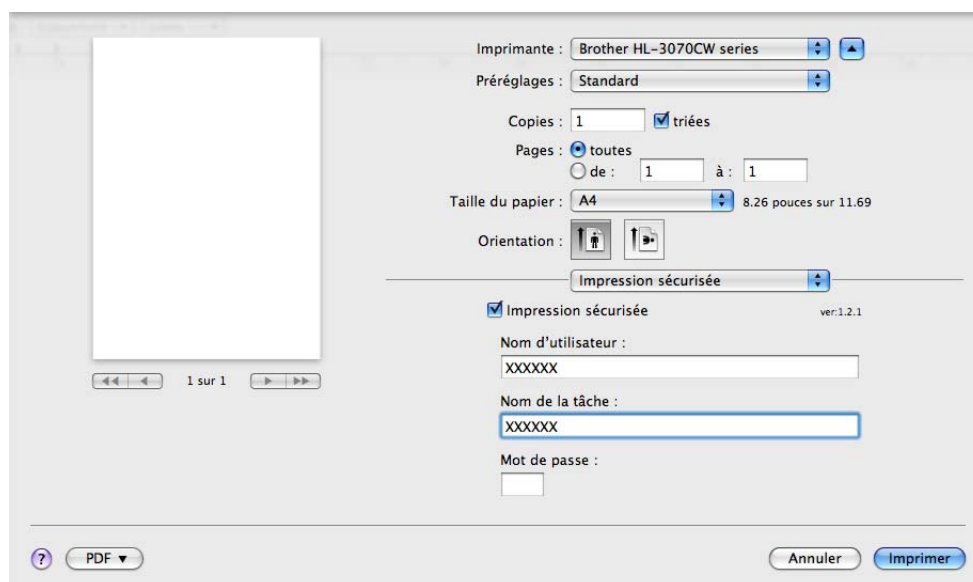 Imprimante : Brother HL-3070CW series
Préréglages : Standard
Copies : 1 triées
Pages : toutes
de : 1 à : 1
Taille du papier : A4 8.26 pouces sur 11.69
Orientation :
Impression sécurisée
Impression sécurisée ver:1.2.1
Nom d'utilisateur :
XXXXXX
1 sur 1
Nom de la tâche :
XXXXXX
Mot de passe :
? PDF Annuler Imprimer